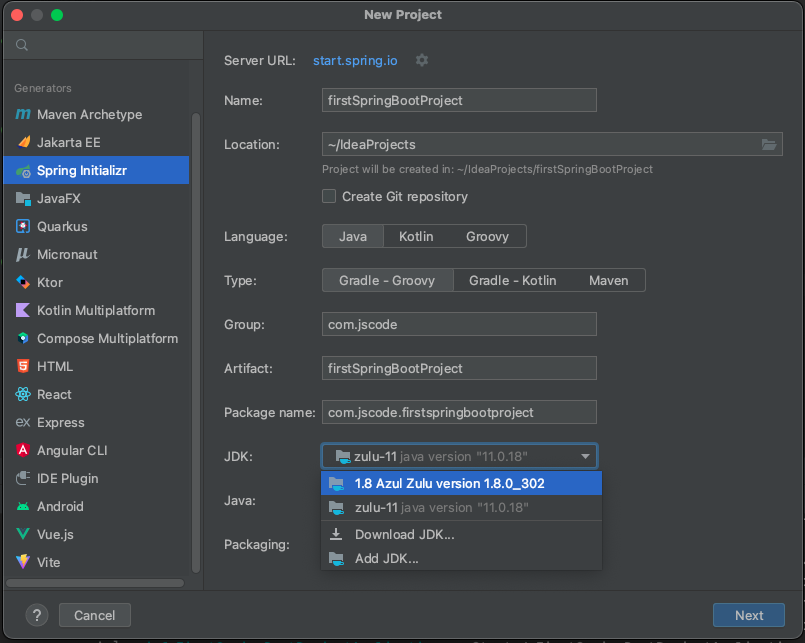 New Project
Generators
Maven Archetype
Jakarta EE
Spring Initializr
JavaFX
Quarkus
Micronaut
Ktor
Kotlin Multiplatform
Compose Multiplatform
HTML
React
Express
Angular CLI
IDE Plugin
Android
Vue.js
Vite
Server URL: start.spring.io
Name: firstSpringBootProject
Location: ~/IdeaProjects
Project will be created in: ~/IdeaProjects/firstSpringBootProject
Create Git repository
Language: Java Kotlin Groovy
Type: Gradle - Groovy Gradle - Kotlin Maven
Group: com.jscode
Artifact: firstSpringBootProject
Package name: com.jscode.firstspringbootproject
JDK: zulu-11 java version "11.0.18"
1.8 Azul Zulu version 1.8.0_302
Java: zulu-11 java version "11.0.18"
Download JDK...
Packaging: Add JDK...
? Cancel Next